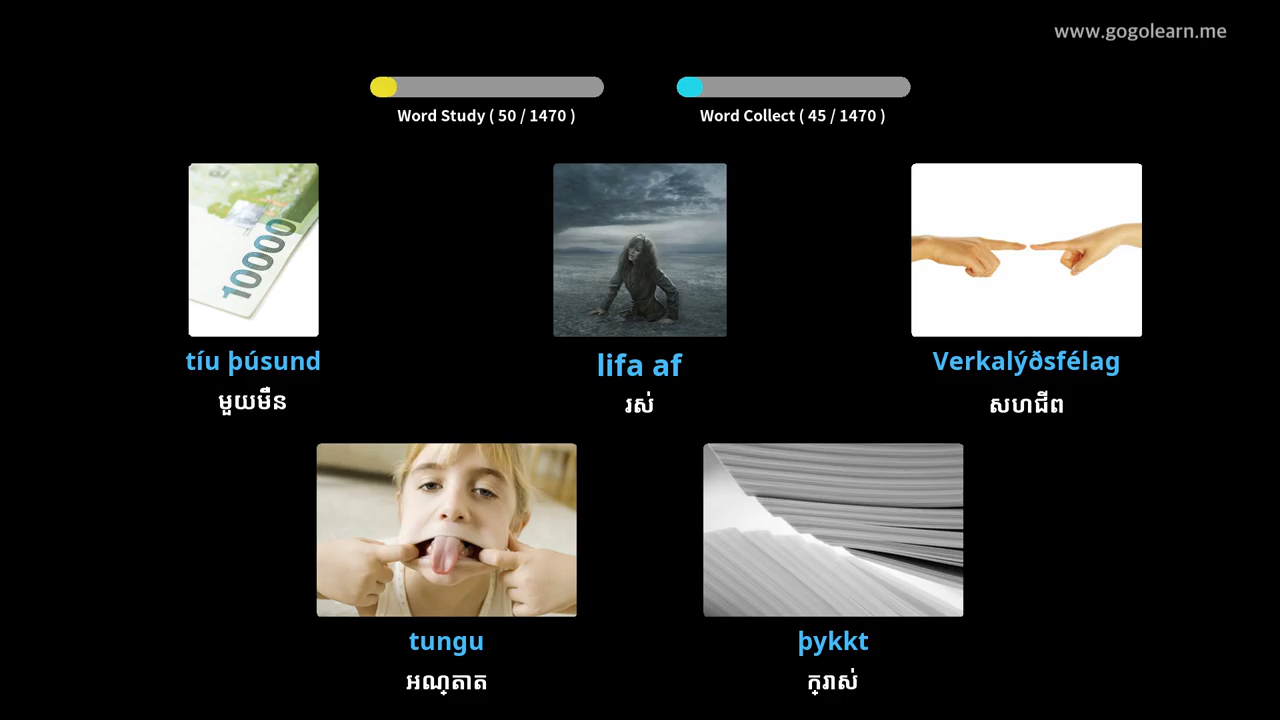 www.gogolearn.me
Word Study ( 50 / 1470 )
Word Collect ( 45 / 1470 )
10000
tíu þúsund
មួយម៉ឺន
lifa af
រស់
Verkalýðsfélag
សហជីព
tungu
អណ្តាត
þykkt
ក្រាស់